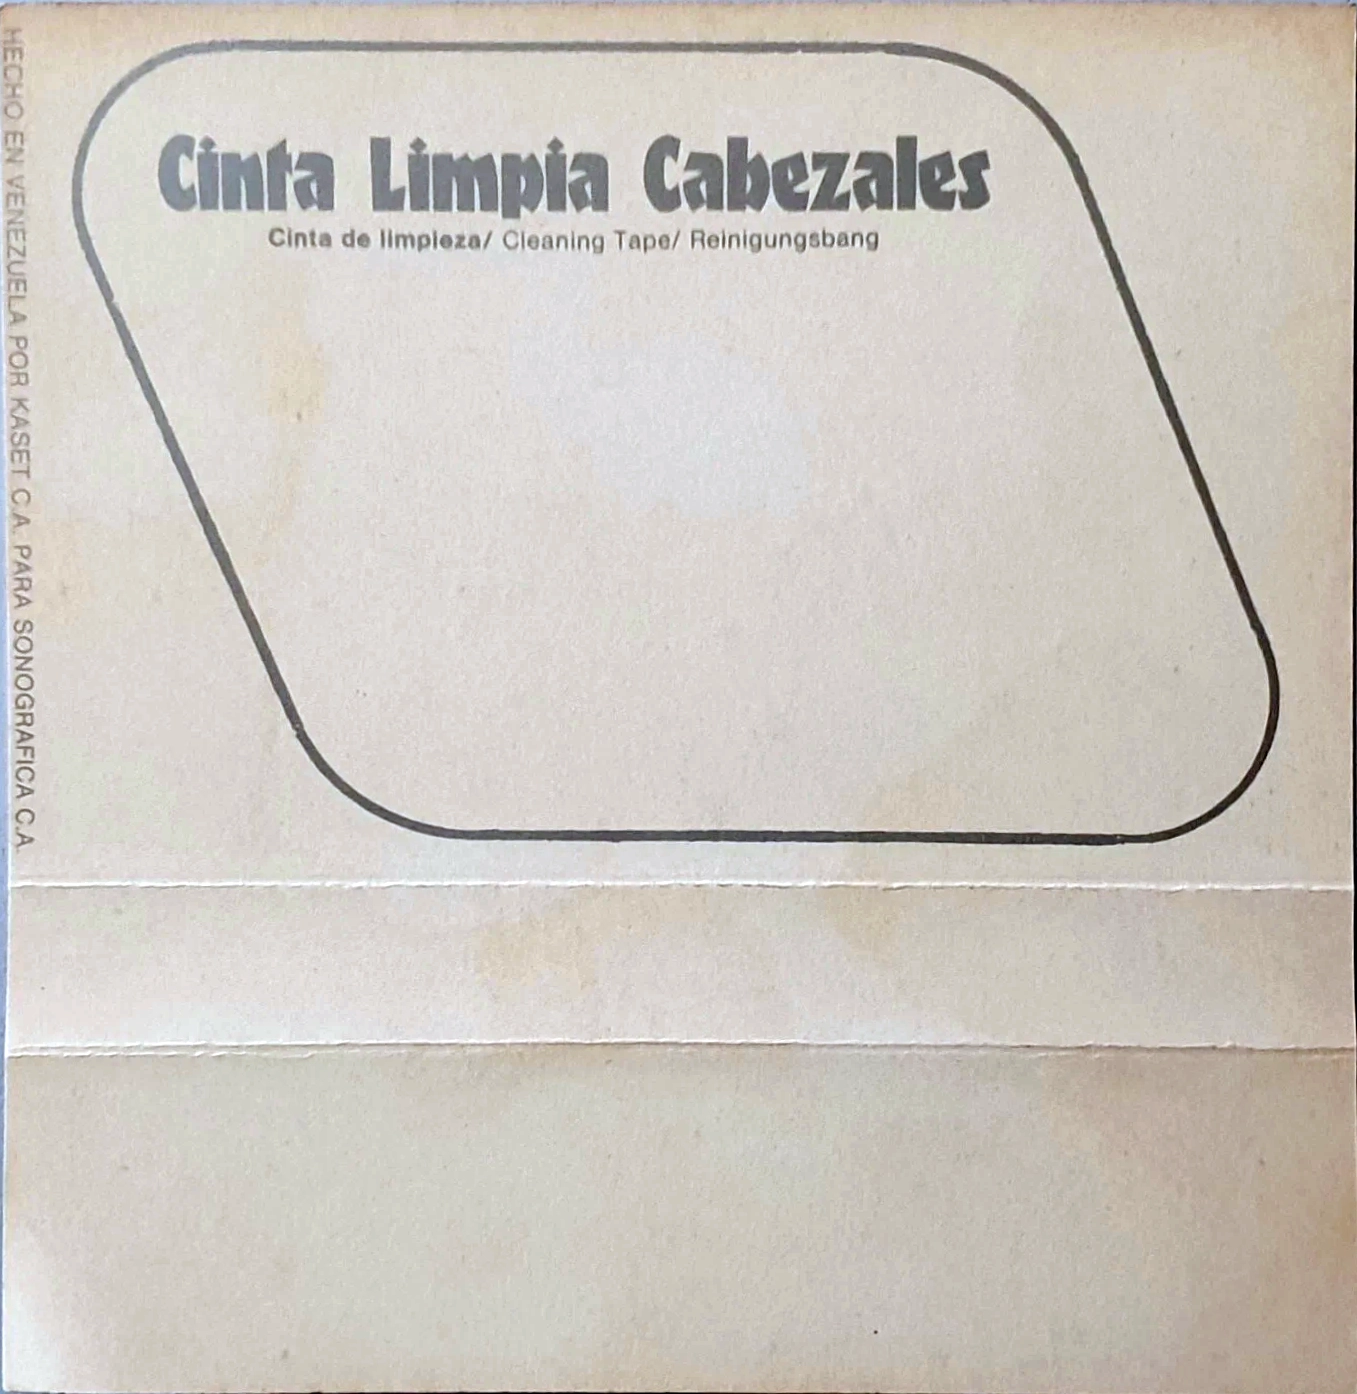 Cinta Limpia Cabezales
Cinta de limpieza/ Cleaning Tape/ Reinigungsbang
HECHO EN VENEZUELA POR KASET C.A. PARA SONOGRAFICA C.A.